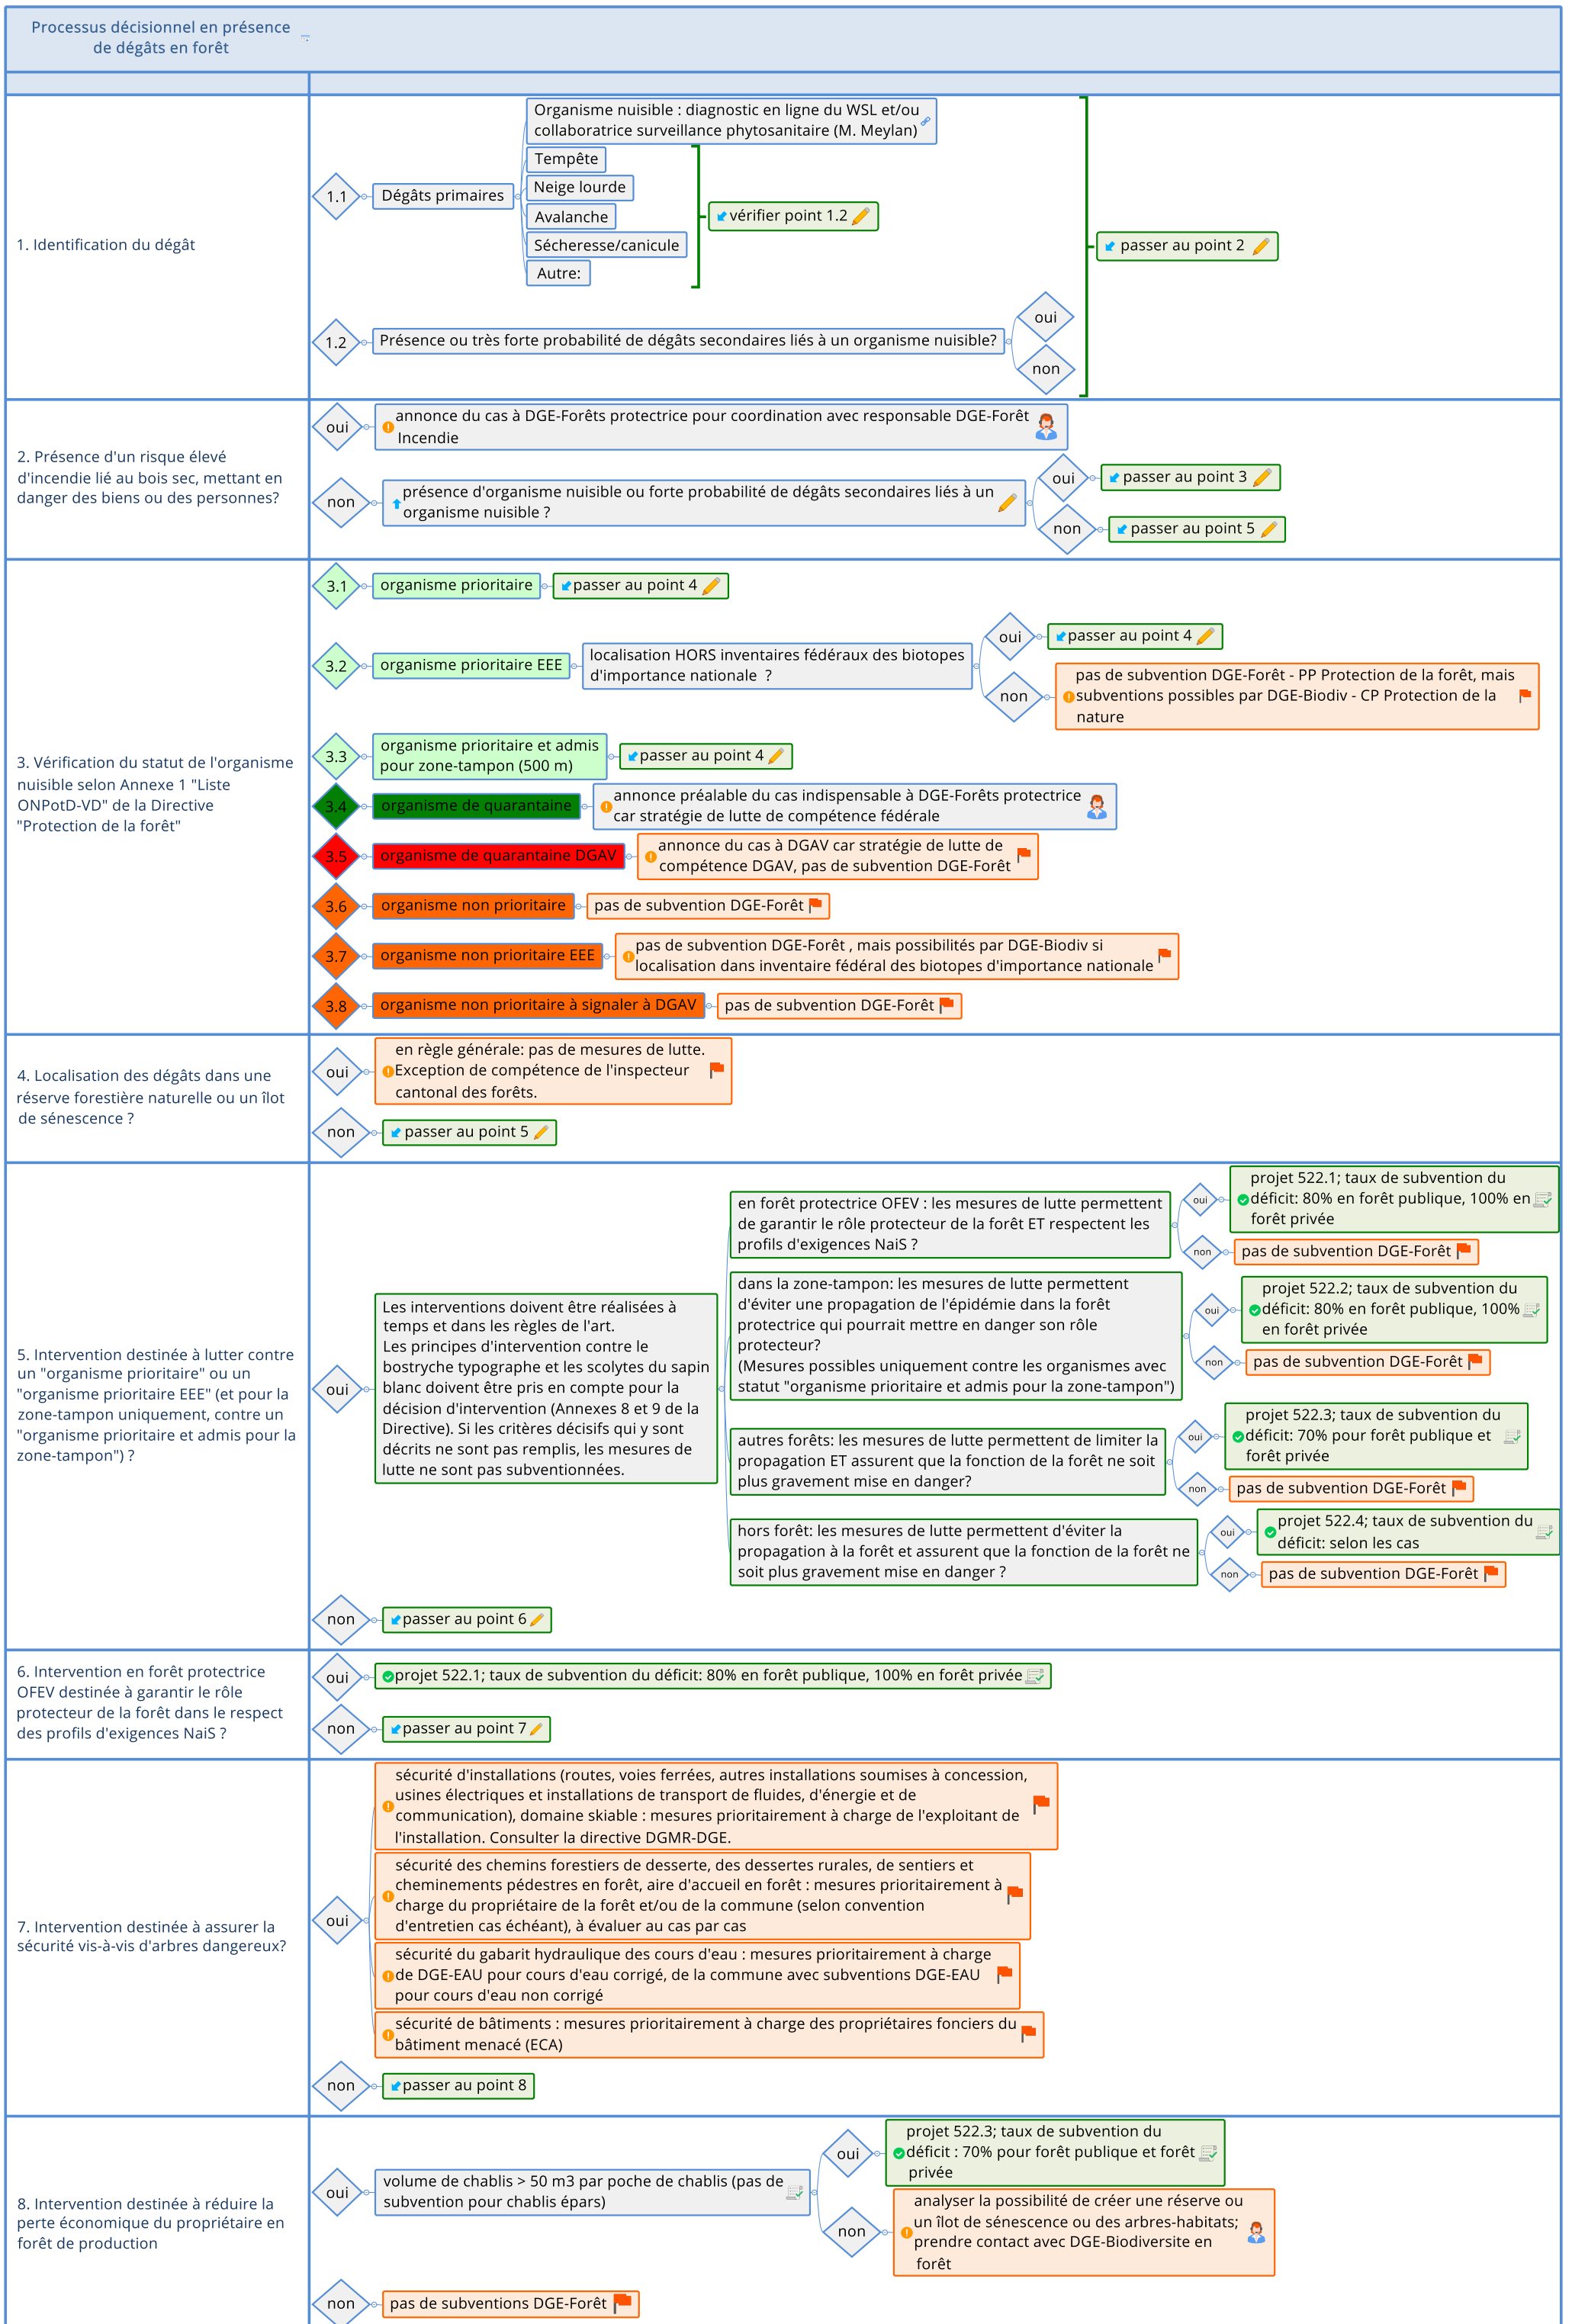 Processus décisionnel en présence
de dégâts en forêt
1. Identification du dégât
1.1
Dégâts primaires
Organisme nuisible : diagnostic en ligne du WSL et/ou
collaboratrice surveillance phytosanitaire (M. Meylan)
Tempête
Neige lourde
Avalanche
Sécheresse/canicule
Autre:
vérifier point 1.2
passer au point 2
1.2
Présence ou très forte probabilité de dégâts secondaires liés à un organisme nuisible?
oui
non
2. Présence d'un risque élevé
d'incendie lié au bois sec, mettant en
danger des biens ou des personnes?
oui
annonce du cas à DGE-Forêts protectrice pour coordination avec responsable DGE-Forêt
Incendie
non
présence d'organisme nuisible ou forte probabilité de dégâts secondaires liés à un
organisme nuisible ?
oui
passer au point 3
non
passer au point 5
3. Vérification du statut de l'organisme
nuisible selon Annexe 1 "Liste
ONPotD-VD" de la Directive
"Protection de la forêt"
3.1
organisme prioritaire
passer au point 4
3.2
organisme prioritaire EEE
localisation HORS inventaires fédéraux des biotopes
d'importance nationale ?
oui
passer au point 4
non
pas de subvention DGE-Forêt - PP Protection de la forêt, mais
subventions possibles par DGE-Biodiv - CP Protection de la
nature
3.3
organisme prioritaire et admis
pour zone-tampon (500 m)
passer au point 4
3.4
organisme de quarantaine
annonce préalable du cas indispensable à DGE-Forêts protectrice
car stratégie de lutte de compétence fédérale
3.5
organisme de quarantaine DGAV
annonce du cas à DGAV car stratégie de lutte de
compétence DGAV, pas de subvention DGE-Forêt
3.6
organisme non prioritaire
pas de subvention DGE-Forêt
3.7
organisme non prioritaire EEE
pas de subvention DGE-Forêt , mais possibilités par DGE-Biodiv si
localisation dans inventaire fédéral des biotopes d'importance nationale
3.8
organisme non prioritaire à signaler à DGAV
pas de subvention DGE-Forêt
4. Localisation des dégâts dans une
réserve forestière naturelle ou un îlot
de sénescence ?
oui
en règle générale: pas de mesures de lutte.
Exception de compétence de l'inspecteur
cantonal des forêts.
non
passer au point 5
5. Intervention destinée à lutter contre
un "organisme prioritaire" ou un
"organisme prioritaire EEE" (et pour la
zone-tampon uniquement, contre un
"organisme prioritaire et admis pour la
zone-tampon") ?
oui
Les interventions doivent être réalisées à
temps et dans les règles de l'art.
Les principes d'intervention contre le
bostryche typographe et les scolytes du sapin
blanc doivent être pris en compte pour la
décision d'intervention (Annexes 8 et 9 de la
Directive). Si les critères décisifs qui y sont
décrits ne sont pas remplis, les mesures de
lutte ne sont pas subventionnées.
en forêt protectrice OFEV : les mesures de lutte permettent
de garantir le rôle protecteur de la forêt ET respectent les
profils d'exigences NaiS ?
oui
projet 522.1; taux de subvention du
déficit: 80% en forêt publique, 100% en
forêt privée
non
pas de subvention DGE-Forêt
dans la zone-tampon: les mesures de lutte permettent
d'éviter une propagation de l'épidémie dans la forêt
protectrice qui pourrait mettre en danger son rôle
protecteur?
(Mesures possibles uniquement contre les organismes avec
statut "organisme prioritaire et admis pour la zone-tampon")
oui
projet 522.2; taux de subvention du
déficit: 80% en forêt publique, 100%
en forêt privée
non
pas de subvention DGE-Forêt
autres forêts: les mesures de lutte permettent de limiter la
propagation ET assurent que la fonction de la forêt ne soit
plus gravement mise en danger?
oui
projet 522.3; taux de subvention du
déficit: 70% pour forêt publique et
forêt privée
non
pas de subvention DGE-Forêt
hors forêt: les mesures de lutte permettent d'éviter la
propagation à la forêt et assurent que la fonction de la forêt ne
soit plus gravement mise en danger ?
oui
projet 522.4; taux de subvention du
déficit: selon les cas
non
pas de subvention DGE-Forêt
non
passer au point 6
6. Intervention en forêt protectrice
OFEV destinée à garantir le rôle
protecteur de la forêt dans le respect
des profils d'exigences NaiS ?
oui
projet 522.1; taux de subvention du déficit: 80% en forêt publique, 100% en forêt privée
non
passer au point 7
7. Intervention destinée à assurer la
sécurité vis-à-vis d'arbres dangereux?
oui
sécurité d'installations (routes, voies ferrées, autres installations soumises à concession,
usines électriques et installations de transport de fluides, d'énergie et de
communication), domaine skiable : mesures prioritairement à charge de l'exploitant de
l'installation. Consulter la directive DGMR-DGE.
sécurité des chemins forestiers de desserte, des dessertes rurales, de sentiers et
cheminements pédestres en forêt, aire d'accueil en forêt : mesures prioritairement à
charge du propriétaire de la forêt et/ou de la commune (selon convention
d'entretien cas échéant), à évaluer au cas par cas
sécurité du gabarit hydraulique des cours d'eau : mesures prioritairement à charge
de DGE-EAU pour cours d'eau corrigé, de la commune avec subventions DGE-EAU
pour cours d'eau non corrigé
sécurité de bâtiments : mesures prioritairement à charge des propriétaires fonciers du
bâtiment menacé (ECA)
non
passer au point 8
8. Intervention destinée à réduire la
perte économique du propriétaire en
forêt de production
oui
volume de chablis > 50 m3 par poche de chablis (pas de
subvention pour chablis épars)
oui
projet 522.3; taux de subvention du
déficit : 70% pour forêt publique et forêt
privée
non
analyser la possibilité de créer une réserve ou
un îlot de sénescence ou des arbres-habitats;
prendre contact avec DGE-Biodiversite en
forêt
non
pas de subventions DGE-Forêt